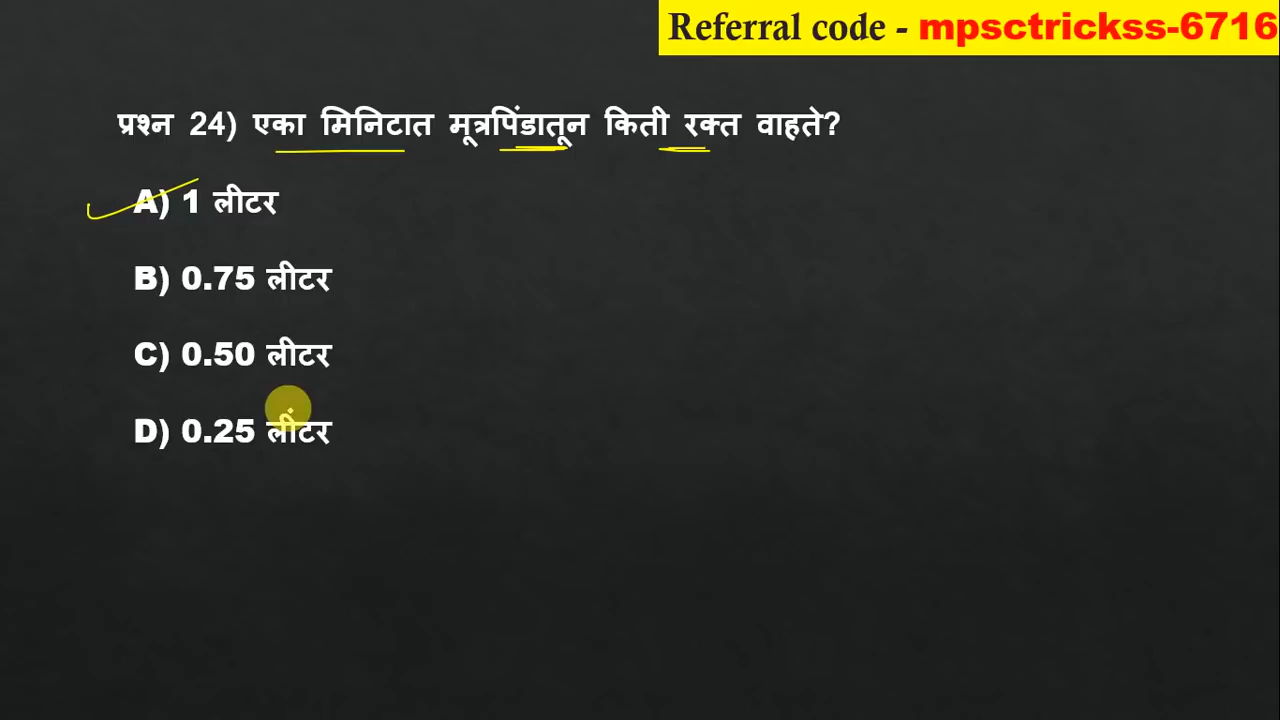 Referral code - mpsctrickss-6716
प्रश्न 24) एका मिनिटात मूत्रपिंडातून किती रक्त वाहते?
A) 1 लीटर
B) 0.75 लीटर
C) 0.50 लीटर
D) 0.25 लीटर